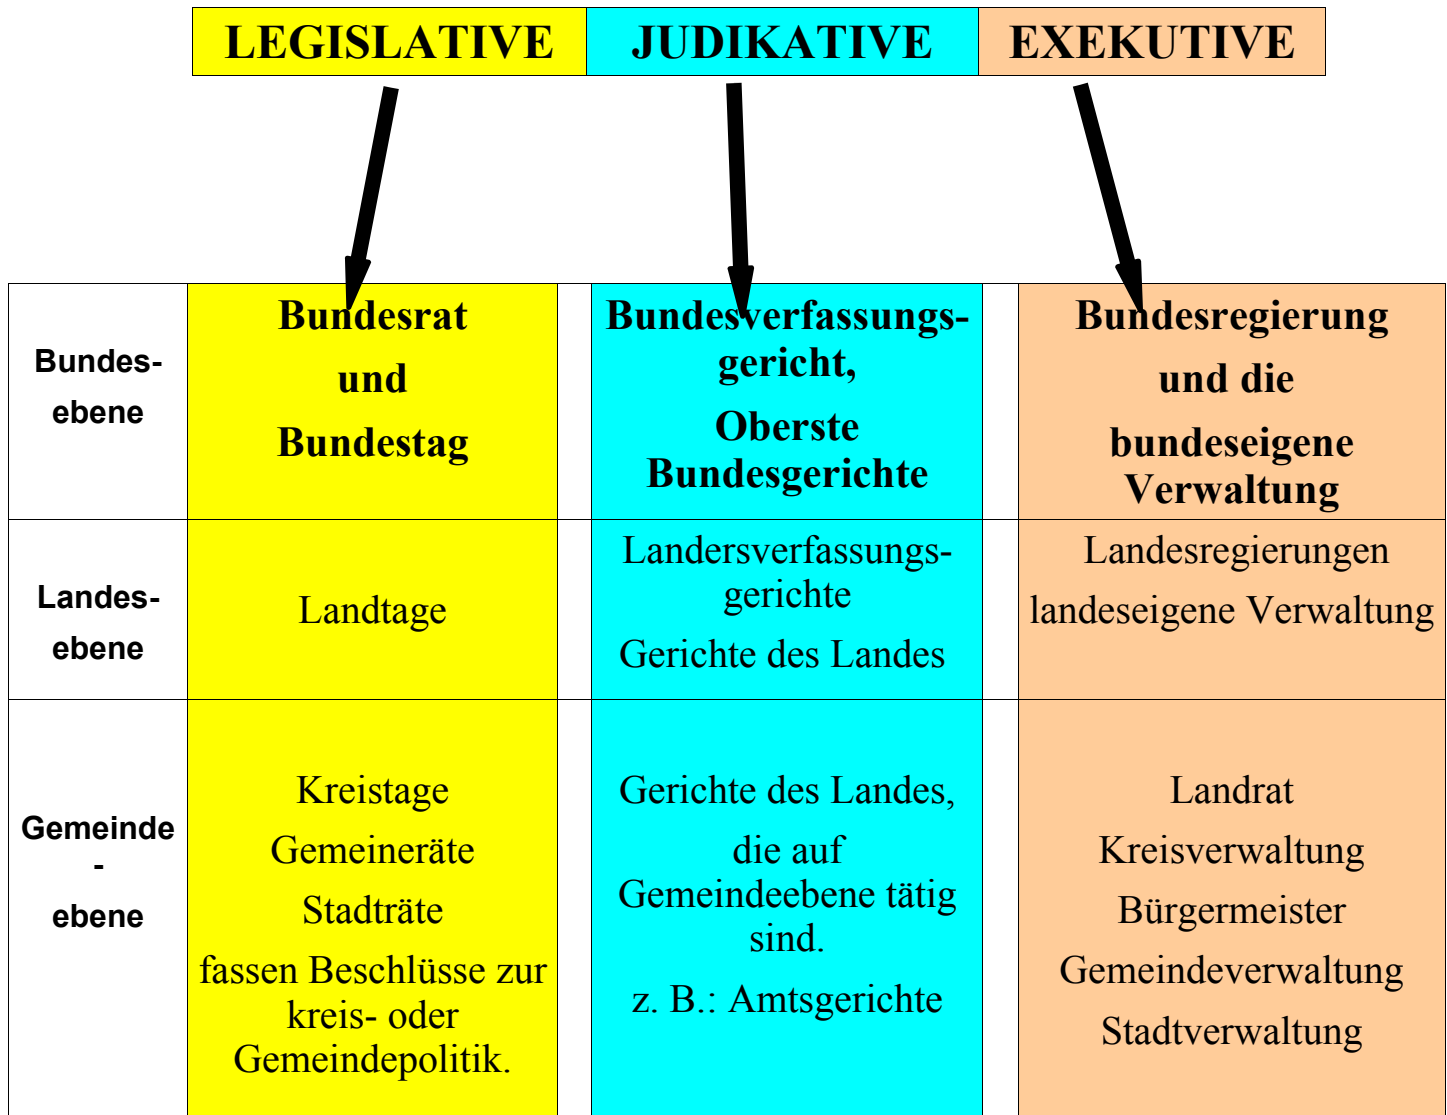 LEGISLATIVE JUDIKATIVE EXEKUTIVE
Bundes-
ebene
Bundesrat
und
Bundestag
Bundesverfassungs-
gericht,
Oberste
Bundesgerichte
Bundesregierung
und die
bundeseigene
Verwaltung
Landes-
ebene
Landtage
Landersverfassungs-
gerichte
Gerichte des Landes
Landesregierungen
landeseigene Verwaltung
Gemeinde
-
ebene
Kreistage
Gemeineräte
Stadträte
fassen Beschlüsse zur
kreis- oder
Gemeindepolitik.
Gerichte des Landes,
die auf
Gemeindeebene tätig
sind.
z. B.: Amtsgerichte
Landrat
Kreisverwaltung
Bürgermeister
Gemeindeverwaltung
Stadtverwaltung